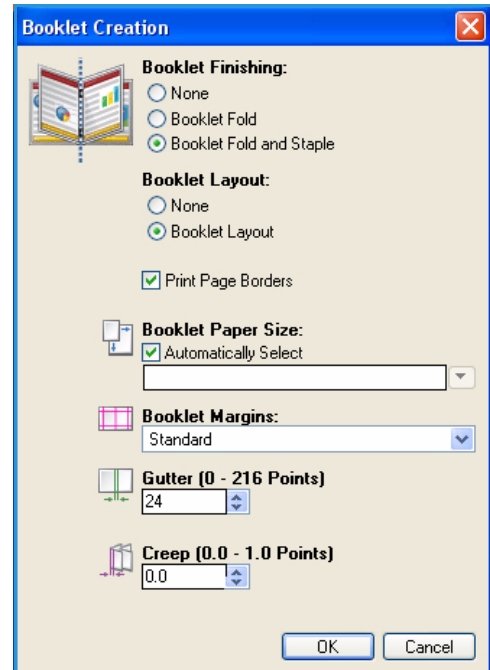 Booklet Creation
Booklet Finishing:
None
Booklet Fold
Booklet Fold and Staple
Booklet Layout:
None
Booklet Layout
Print Page Borders
Booklet Paper Size:
Automatically Select
Booklet Margins:
Standard
Gutter (0 - 216 Points)
24
Creep (0.0 - 1.0 Points)
0.0
OK Cancel